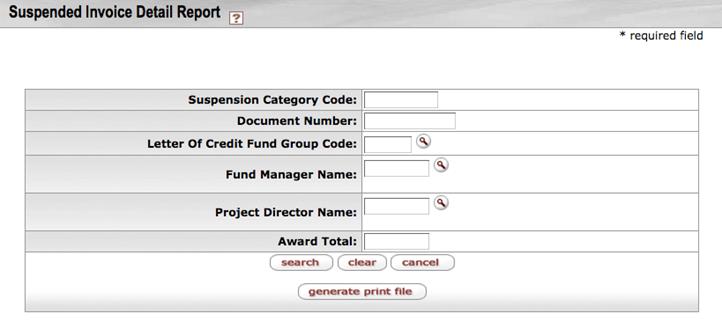 Suspended Invoice Detail Report ?
* required field
Suspension Category Code:
Document Number:
Letter Of Credit Fund Group Code:
Fund Manager Name:
Project Director Name:
Award Total:
search clear cancel
generate print file